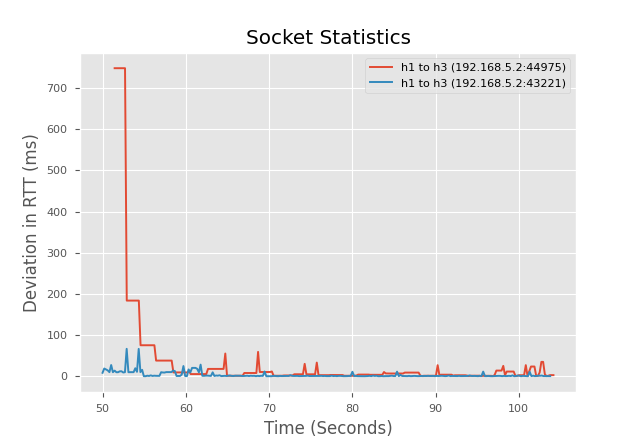 Socket Statistics
h1 to h3 (192.168.5.2:44975)
h1 to h3 (192.168.5.2:43221)
Deviation in RTT (ms)
700
600
500
400
300
200
100
0
50 60 70 80 90 100
Time (Seconds)